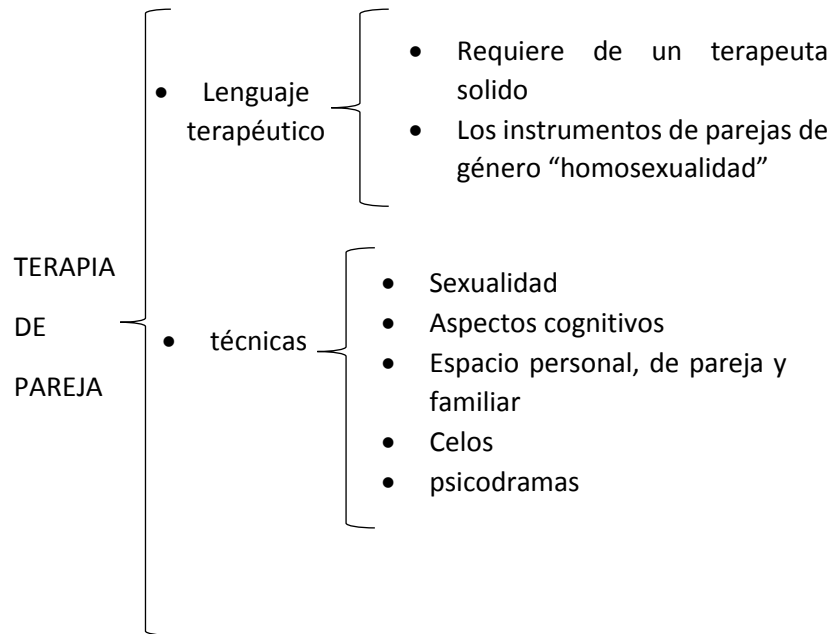 TERAPIA
DE
PAREJA
• Lenguaje
terapéutico
• Requiere de un terapeuta
solido
• Los instrumentos de parejas de
género “homosexualidad”
• técnicas
• Sexualidad
• Aspectos cognitivos
• Espacio personal, de pareja y
familiar
• Celos
• psicodramas